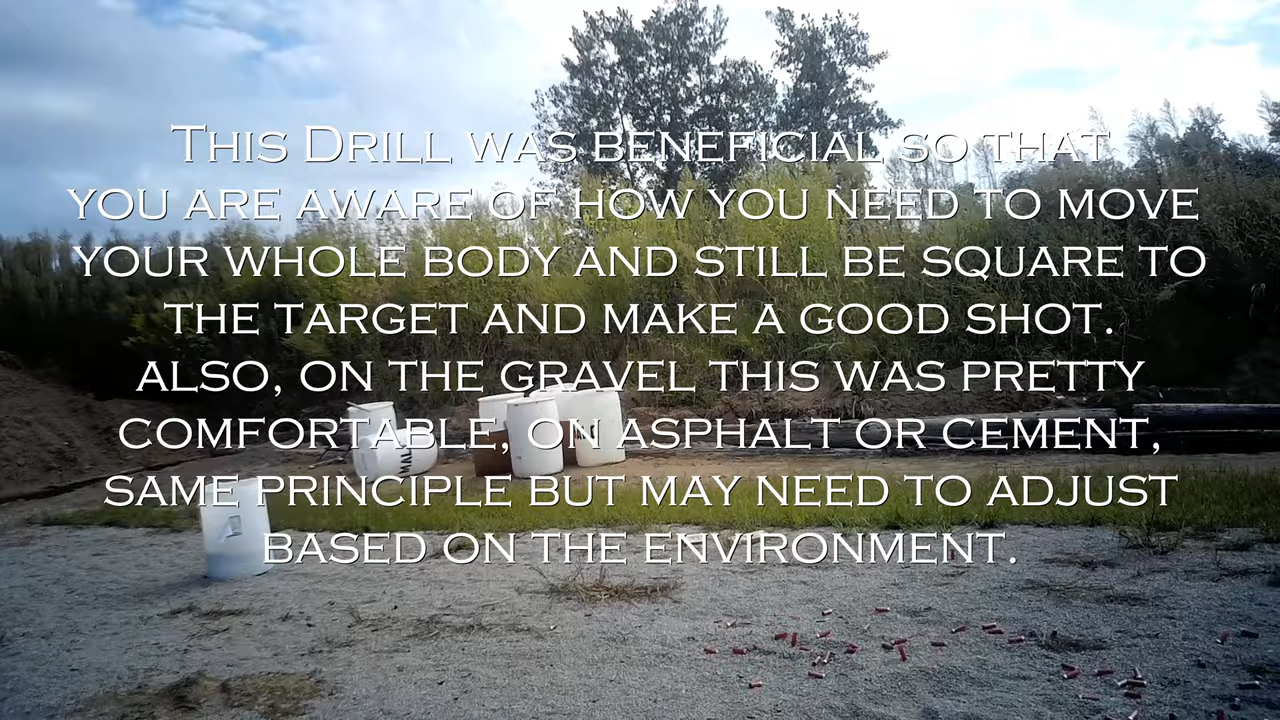 This Drill was beneficial so that
you are aware of how you need to move
your whole body and still be square to
the target and make a good shot.
Also, on the gravel this was pretty
comfortable, on asphalt or cement,
same principle but may need to adjust
based on the environment.